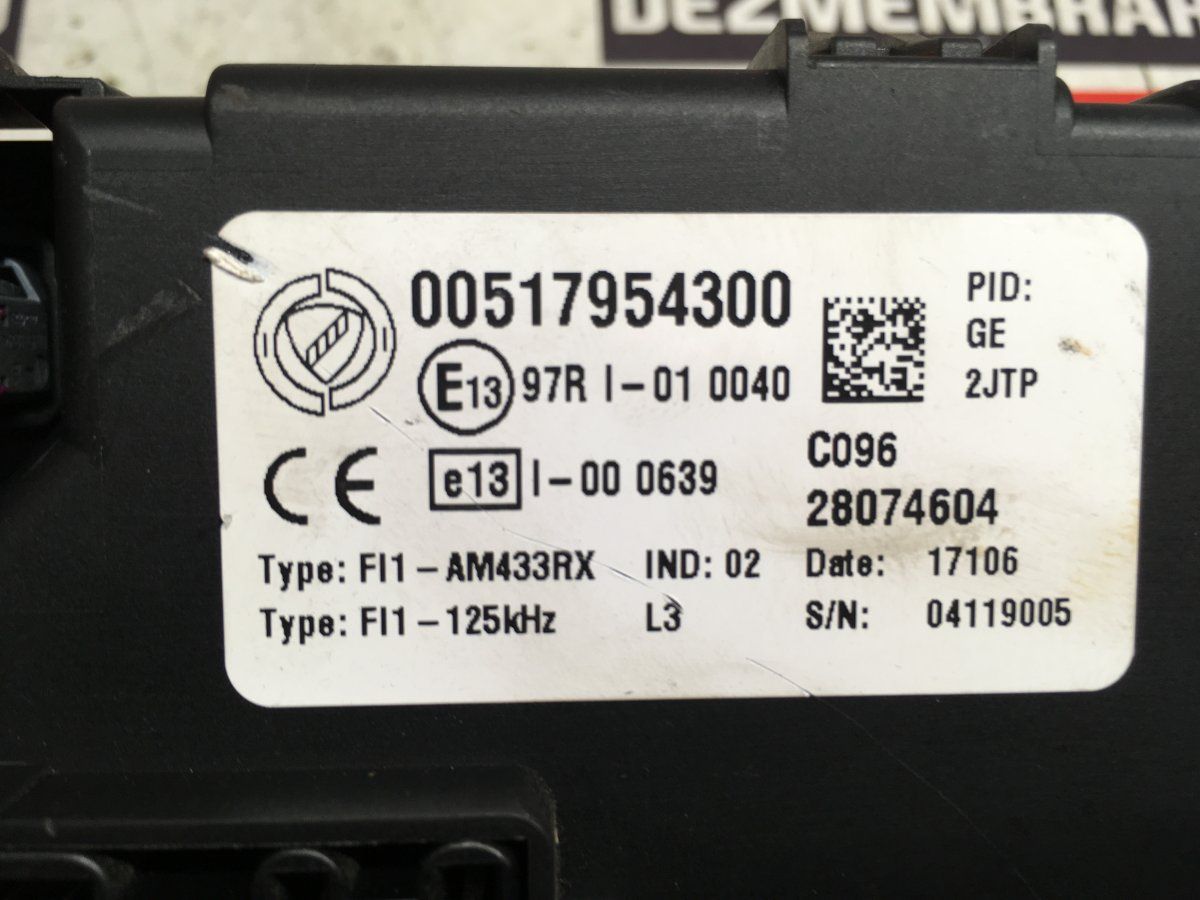 DEZMEMBRĂR
00517954300
PID:
GE
2JTP
E13 97R I-01 0040
C096
28074604
CE e13 I-00 0639
Type: FI1-AM433RX IND: 02 Date: 17106
Type: FI1-125kHz L3 S/N: 04119005